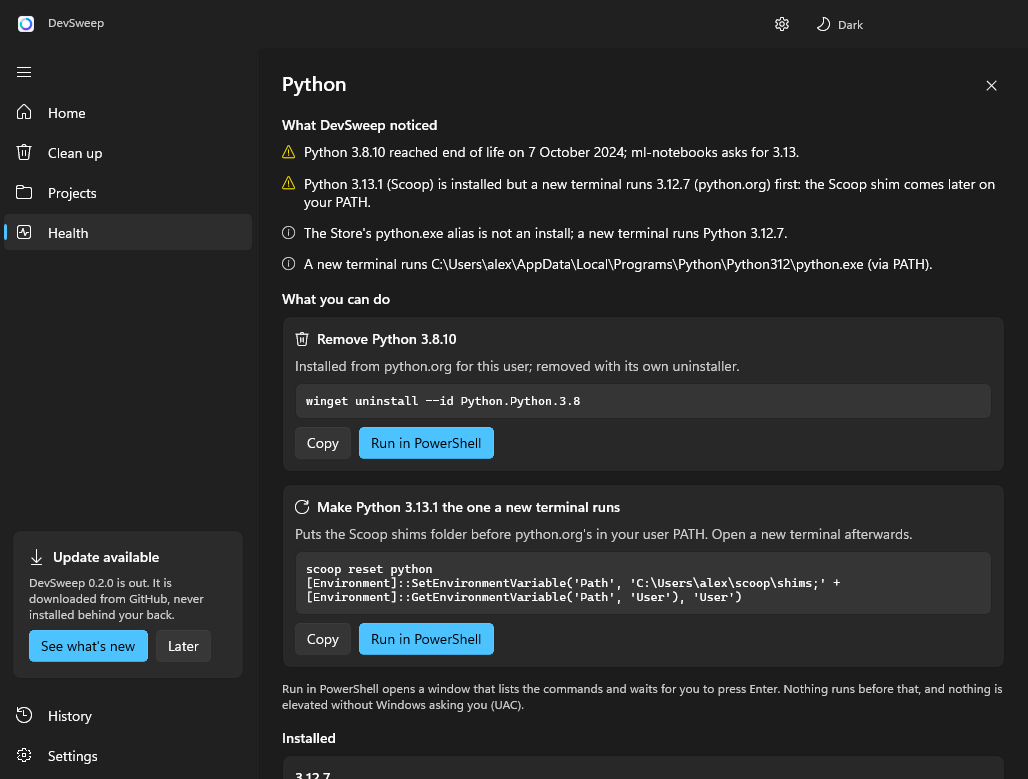 DevSweep
Dark
Home
Clean up
Projects
Health
Update available
DevSweep 0.2.0 is out. It is
downloaded from GitHub, never
installed behind your back.
See what's new
Later
History
Settings
Python
What DevSweep noticed
Python 3.8.10 reached end of life on 7 October 2024; ml-notebooks asks for 3.13.
Python 3.13.1 (Scoop) is installed but a new terminal runs 3.12.7 (python.org) first: the Scoop shim comes later on
your PATH.
The Store's python.exe alias is not an install; a new terminal runs Python 3.12.7.
A new terminal runs C:\Users\alex\AppData\Local\Programs\Python\Python312\python.exe (via PATH).
What you can do
Remove Python 3.8.10
Installed from python.org for this user; removed with its own uninstaller.
winget uninstall --id Python.Python.3.8
Copy
Run in PowerShell
Make Python 3.13.1 the one a new terminal runs
Puts the Scoop shims folder before python.org's in your user PATH. Open a new terminal afterwards.
scoop reset python
[Environment]::SetEnvironmentVariable('Path', 'C:\Users\alex\scoop\shims;' +
[Environment]::GetEnvironmentVariable('Path', 'User'), 'User')
Copy
Run in PowerShell
Run in PowerShell opens a window that lists the commands and waits for you to press Enter. Nothing runs before that, and nothing is
elevated without Windows asking you (UAC).
Installed
3.12.7